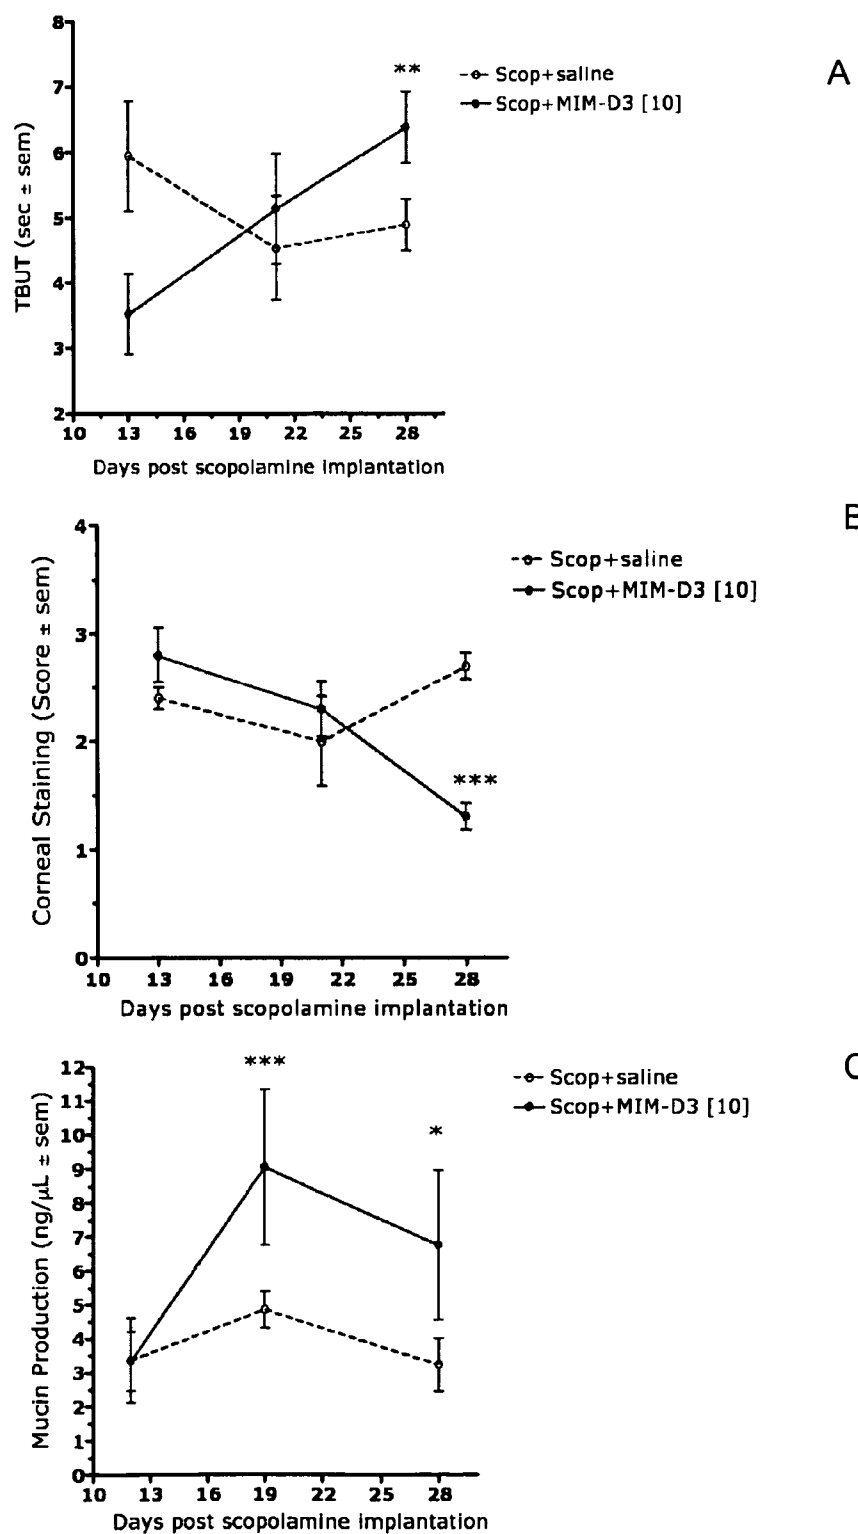 8
7
6
5
4
3
2
TBUT (sec ± sem)
**
Scop+saline
Scop+MIM-D3 [10]
A
10 13 16 19 22 25 28
Days post scopolamine implantation
4
3
2
1
0
Corneal Staining (Score ± sem)
Scop+saline
Scop+MIM-D3 [10]
B
***
10 13 16 19 22 25 28
Days post scopolamine implantation
12
11
10
9
8
7
6
5
4
3
2
1
0
Mucin Production (ng/µL ± sem)
***
*
Scop+saline
Scop+MIM-D3 [10]
C
10 13 16 19 22 25 28
Days post scopolamine implantation